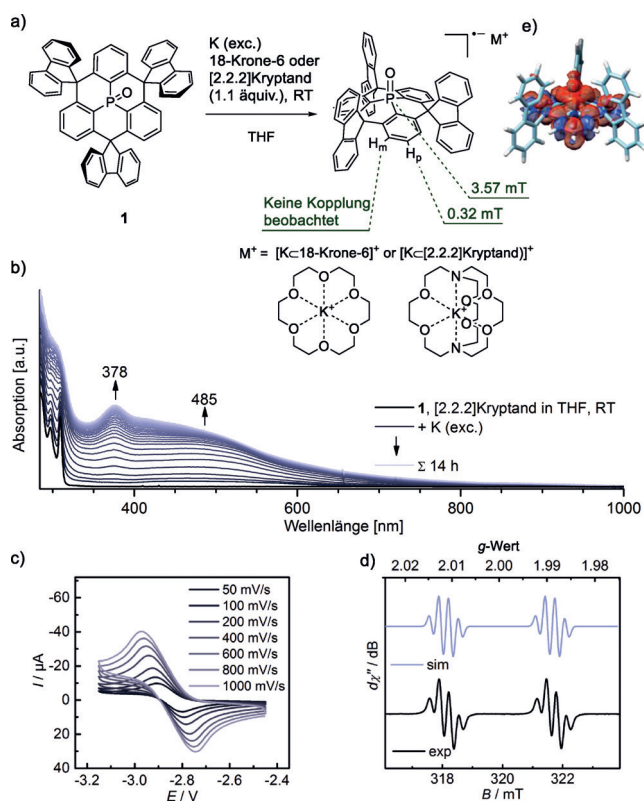 a)
K (exc.)
18-Krone-6 oder
[2.2.2]Kryptand
(1.1 äquiv.), RT
THF
P
O
1
•− M⁺
O
P
Hm
Hp
e)
3.57 mT
0.32 mT
Keine Kopplung
beobachtet
M⁺ = [K⊂18-Krone-6]⁺ or [K⊂[2.2.2]Kryptand)]⁺
O
O
O
K⁺
O
O
O
N
O
O
K⁺
O
O
O
O
N
b)
Absorption [a.u.]
378
485
1, [2.2.2]Kryptand in THF, RT
+ K (exc.)
Σ 14 h
400
600
800
1000
Wellenlänge [nm]
c)
I / µA
-60
-40
-20
0
20
40
50 mV/s
100 mV/s
200 mV/s
400 mV/s
600 mV/s
800 mV/s
1000 mV/s
-3.2
-3.0
-2.8
-2.6
-2.4
E / V
d)
g-Wert
2.02
2.01
2.00
1.99
1.98
dχ'' / dB
sim
exp
318
320
322
B / mT